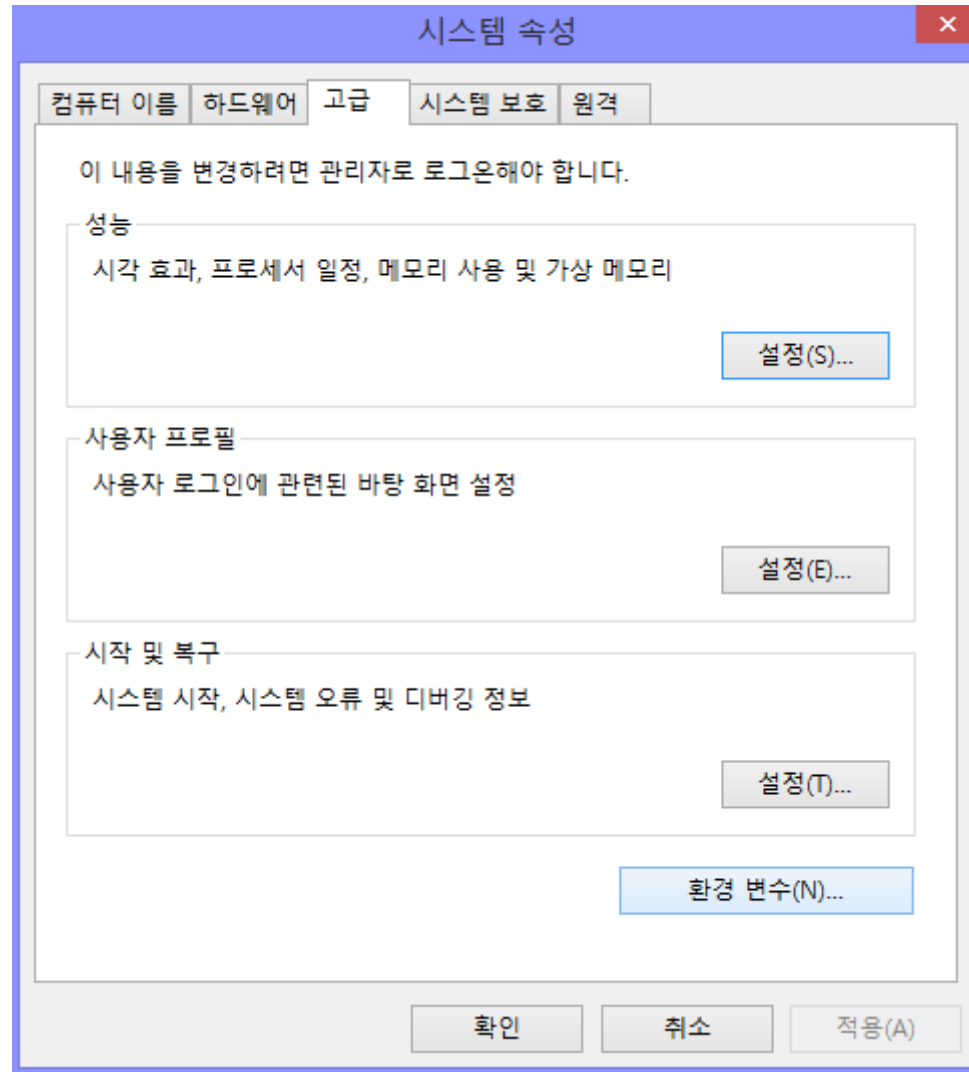 시스템 속성
컴퓨터 이름 하드웨어 고급 시스템 보호 원격
이 내용을 변경하려면 관리자로 로그온해야 합니다.
성능
시각 효과, 프로세서 일정, 메모리 사용 및 가상 메모리
설정(S)...
사용자 프로필
사용자 로그인에 관련된 바탕 화면 설정
설정(E)...
시작 및 복구
시스템 시작, 시스템 오류 및 디버깅 정보
설정(T)...
환경 변수(N)...
확인 취소 적용(A)